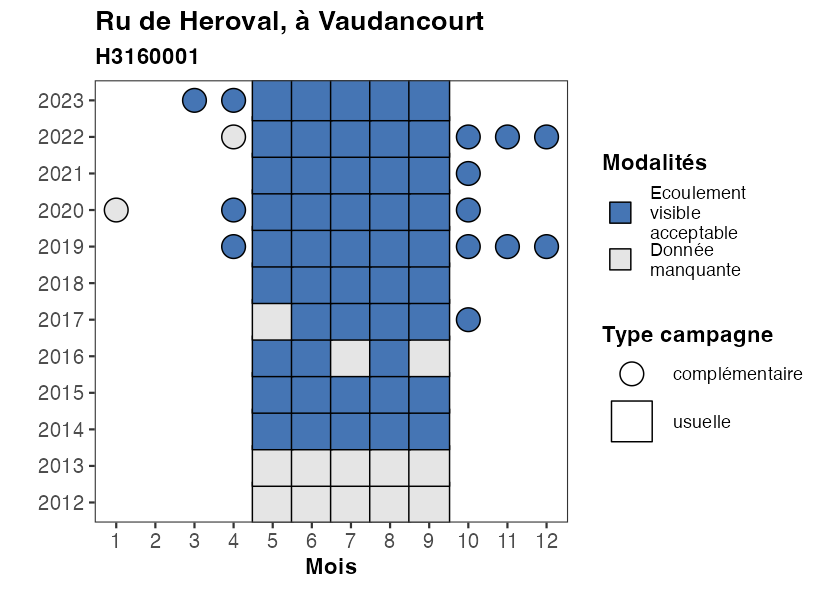 Ru de Heroval, à Vaudancourt
H3160001
2023
2022
2021
2020
2019
2018
2017
2016
2015
2014
2013
2012
1 2 3 4 5 6 7 8 9 10 11 12
Mois
Modalités
Ecoulement
visible
acceptable
Donnée
manquante
Type campagne
complémentaire
usuelle